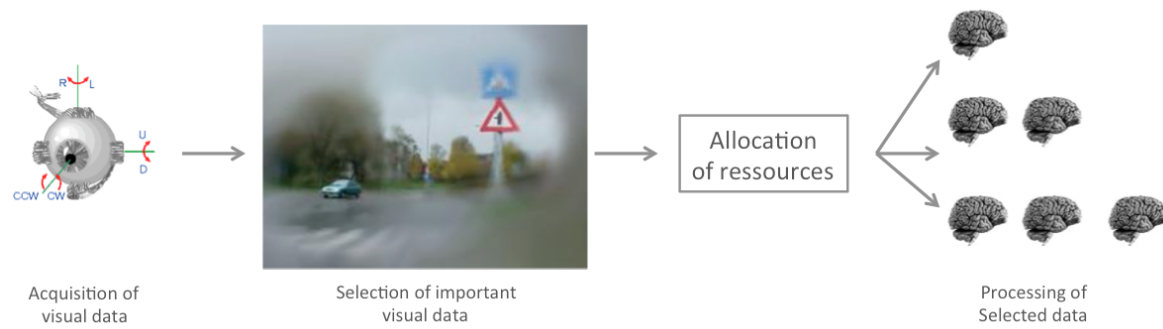 R L
U
D
CCW CW
Allocation
of ressources
Acquisition of
visual data
Selection of important
visual data
Processing of
Selected data